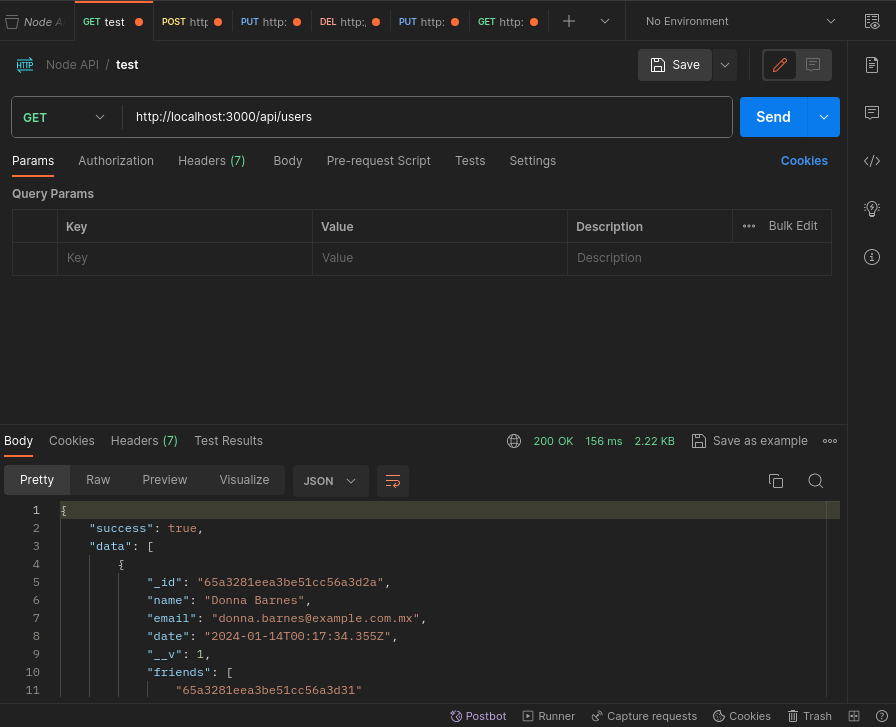 Node A GET test POST http PUT http: DEL http:, PUT http: GET http: No Environment
HTTP Node API / test Save
GET http://localhost:3000/api/users Send
Params Authorization Headers (7) Body Pre-request Script Tests Settings Cookies
Query Params
Key Value Description ••• Bulk Edit
Key Value Description
Body Cookies Headers (7) Test Results 200 OK 156 ms 2.22 KB Save as example •••
Pretty Raw Preview Visualize JSON
1 {
2 "success": true,
3 "data": [
4 {
5 "_id": "65a3281eea3be51cc56a3d2a",
6 "name": "Donna Barnes",
7 "email": "donna.barnes@example.com.mx",
8 "date": "2024-01-14T00:17:34.355Z",
9 "__v": 1,
10 "friends": [
11 "65a3281eea3be51cc56a3d31"
Postbot Runner Capture requests Cookies Trash